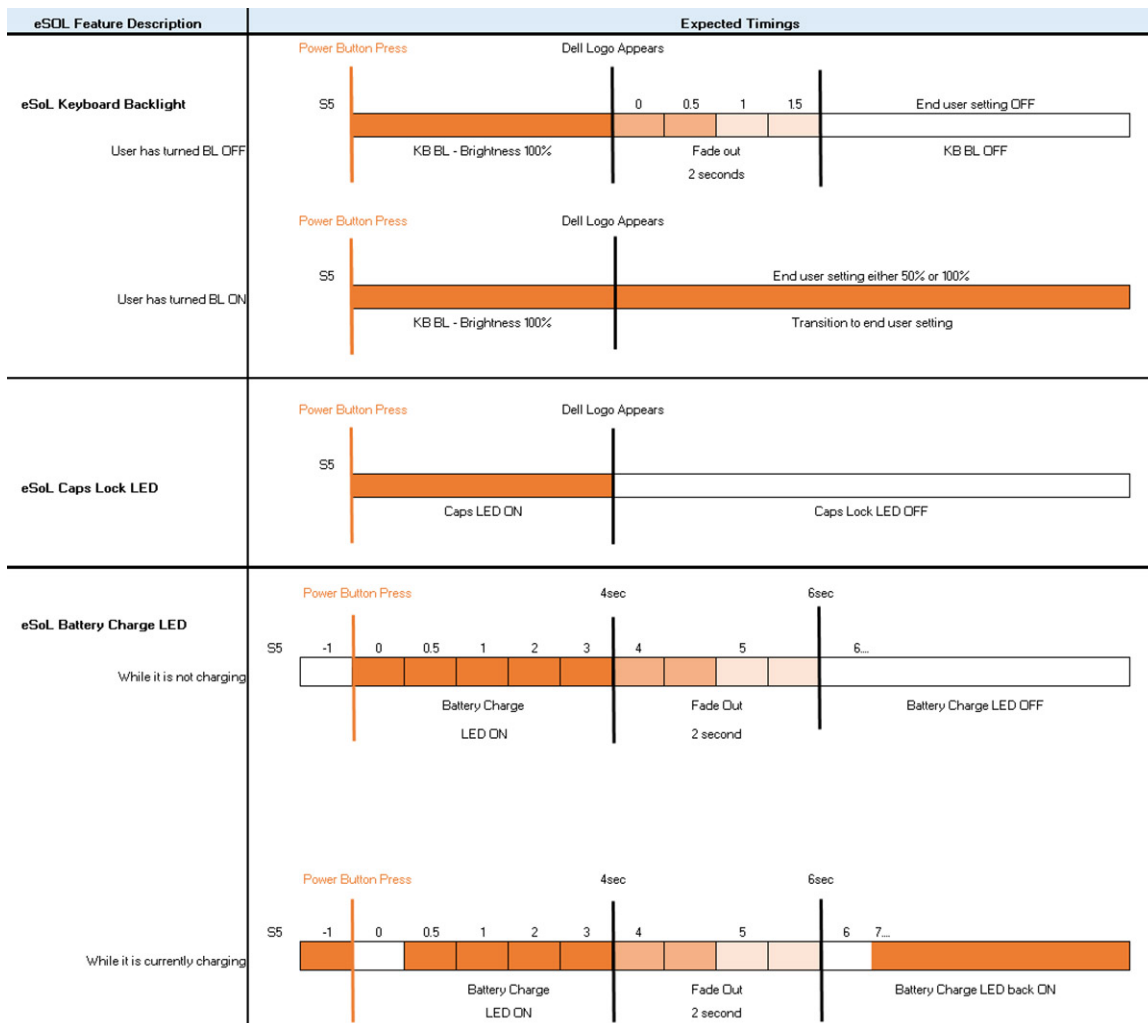 eSOL Feature Description
Expected Timings
Power Button Press
Dell Logo Appears
eSoL Keyboard Backlight
S5
0 0.5 1 1.5
End user setting OFF
User has turned BL OFF
KB BL - Brightness 100%
Fade out
KB BL OFF
2 seconds
Power Button Press
Dell Logo Appears
S5
End user setting either 50% or 100%
User has turned BL ON
KB BL - Brightness 100%
Transition to end user setting
Power Button Press
Dell Logo Appears
S5
eSoL Caps Lock LED
Caps LED ON
Caps Lock LED OFF
Power Button Press
4sec
6sec
eSoL Battery Charge LED
S5 -1 0 0.5 1 2 3 4 5 6...
While it is not charging
Battery Charge
Fade Out
Battery Charge LED OFF
LED ON
2 second
Power Button Press
4sec
6sec
S5 -1 0 0.5 1 2 3 4 5 6 7...
While it is currently charging
Battery Charge
Fade Out
Battery Charge LED back ON
LED ON
2 second